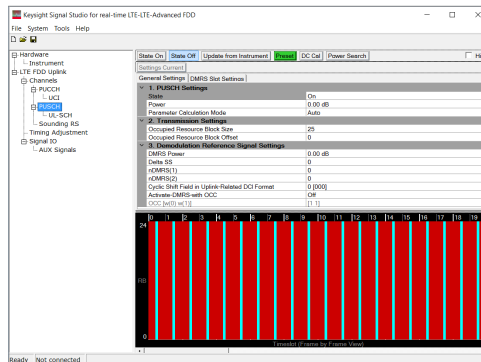 Keysight Signal Studio for real-time LTE-LTE-Advanced FDD
File System Tools Help
Hardware
Instrument
LTE FDD Uplink
Channels
PUCCH
UCI
PUSCH
UL-SCH
Sounding RS
Timing Adjustment
Signal IO
AUX Signals
State On State Off Update from Instrument Preset DC Cal Power Search
Settings Current
General Settings DMRS Slot Settings
1. PUSCH Settings
State On
Power 0.00 dB
Parameter Calculation Mode Auto
2. Transmission Settings
Occupied Resource Block Size 25
Occupied Resource Block Offset 0
3. Demodulation Reference Signal Settings
DMRS Power 0.00 dB
Delta SS 0
nDMRS(1) 0
nDMRS(2) 0
Cyclic Shift Field in Uplink-Related DCI Format 0 [000]
Activate-DMRS-with OCC Off
OCC [w(0) w(1)] [1 1]
0 1 2 3 4 5 6 7 8 9 10 11 12 13 14 15 16 17 18 19
24
RB
0
Timeslot (Frame by Frame View)
Ready Not connected